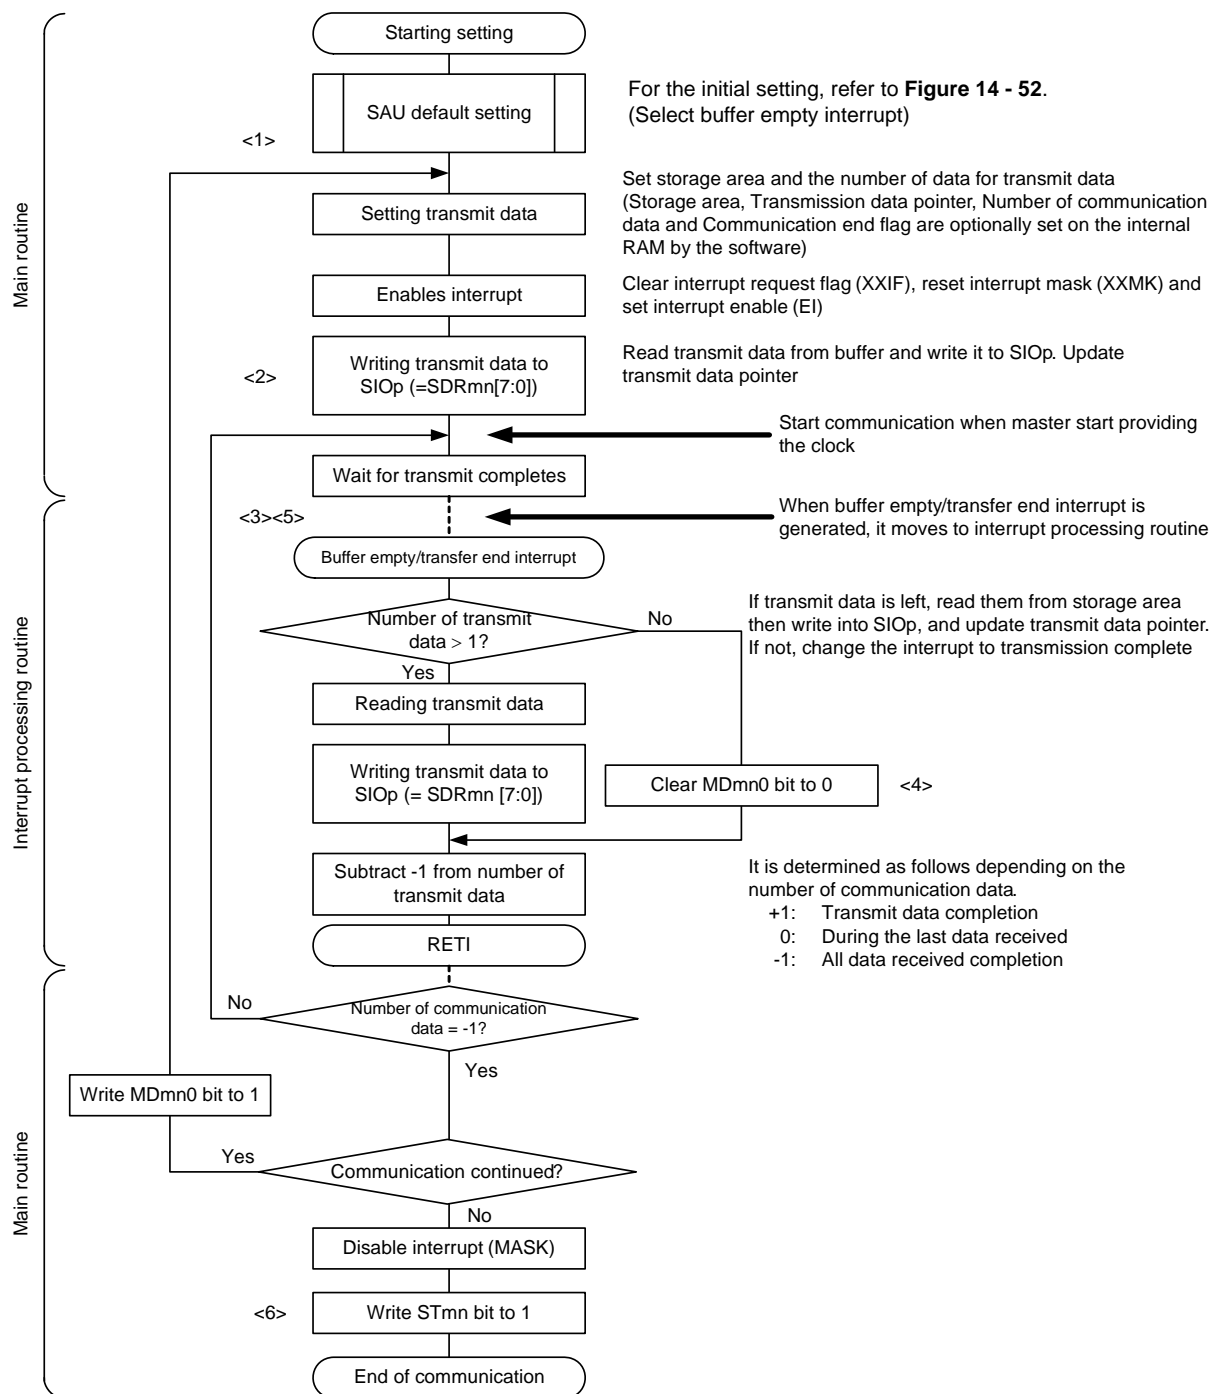 Starting setting
SAU default setting
For the initial setting, refer to Figure 14 - 52.
(Select buffer empty interrupt)
<1>
Main routine
Setting transmit data
Set storage area and the number of data for transmit data
(Storage area, Transmission data pointer, Number of communication
data and Communication end flag are optionally set on the internal
RAM by the software)
Enables interrupt
Clear interrupt request flag (XXIF), reset interrupt mask (XXMK) and
set interrupt enable (EI)
<2>
Writing transmit data to
SIOp (=SDRmn[7:0])
Read transmit data from buffer and write it to SIOp. Update
transmit data pointer
Start communication when master start providing
the clock
Wait for transmit completes
<3><5>
When buffer empty/transfer end interrupt is
generated, it moves to interrupt processing routine
Buffer empty/transfer end interrupt
Interrupt processing routine
Number of transmit
data > 1?
No
Yes
If transmit data is left, read them from storage area
then write into SIOp, and update transmit data pointer.
If not, change the interrupt to transmission complete
Reading transmit data
Writing transmit data to
SIOp (= SDRmn [7:0])
Clear MDmn0 bit to 0
<4>
Subtract -1 from number of
transmit data
It is determined as follows depending on the
number of communication data.
+1: Transmit data completion
0: During the last data received
-1: All data received completion
RETI
No
Number of communication
data = -1?
Yes
Write MDmn0 bit to 1
Main routine
Yes
Communication continued?
No
Disable interrupt (MASK)
<6>
Write STmn bit to 1
End of communication